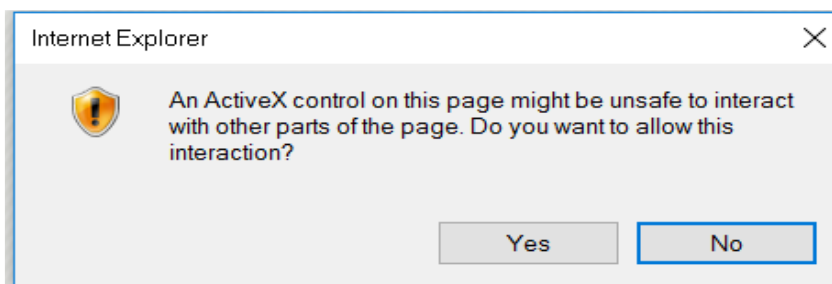 Internet Explorer
An ActiveX control on this page might be unsafe to interact
with other parts of the page. Do you want to allow this
interaction?
Yes No